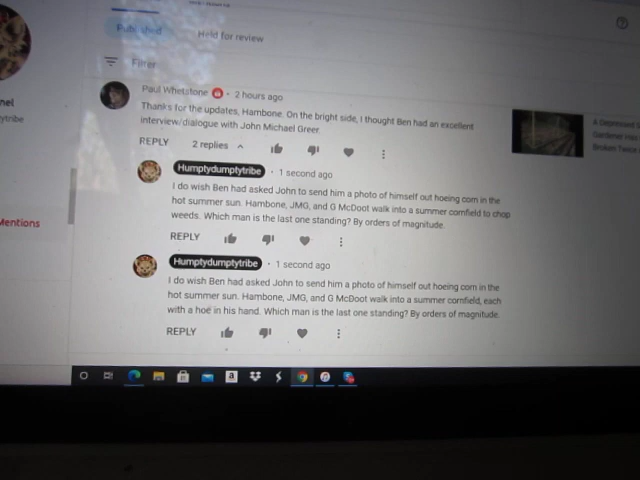 Published
Held for review
Filter
Paul Whetstone · 2 hours ago
Thanks for the updates, Hambone. On the bright side, I thought Ben had an excellent
interview/dialogue with John Michael Greer.
REPLY 2 replies
Humptydumptytribe · 1 second ago
I do wish Ben had asked John to send him a photo of himself out hoeing corn in the
hot summer sun. Hambone, JMG, and G McDoot walk into a summer cornfield to chop
weeds. Which man is the last one standing? By orders of magnitude.
REPLY
Humptydumptytribe · 1 second ago
I do wish Ben had asked John to send him a photo of himself out hoeing corn in the
hot summer sun. Hambone, JMG, and G McDoot walk into a summer cornfield, each
with a hoe in his hand. Which man is the last one standing? By orders of magnitude.
REPLY
nel
ytribe
Mentions
A Depressed
Gardener Has
Broken Twice
a